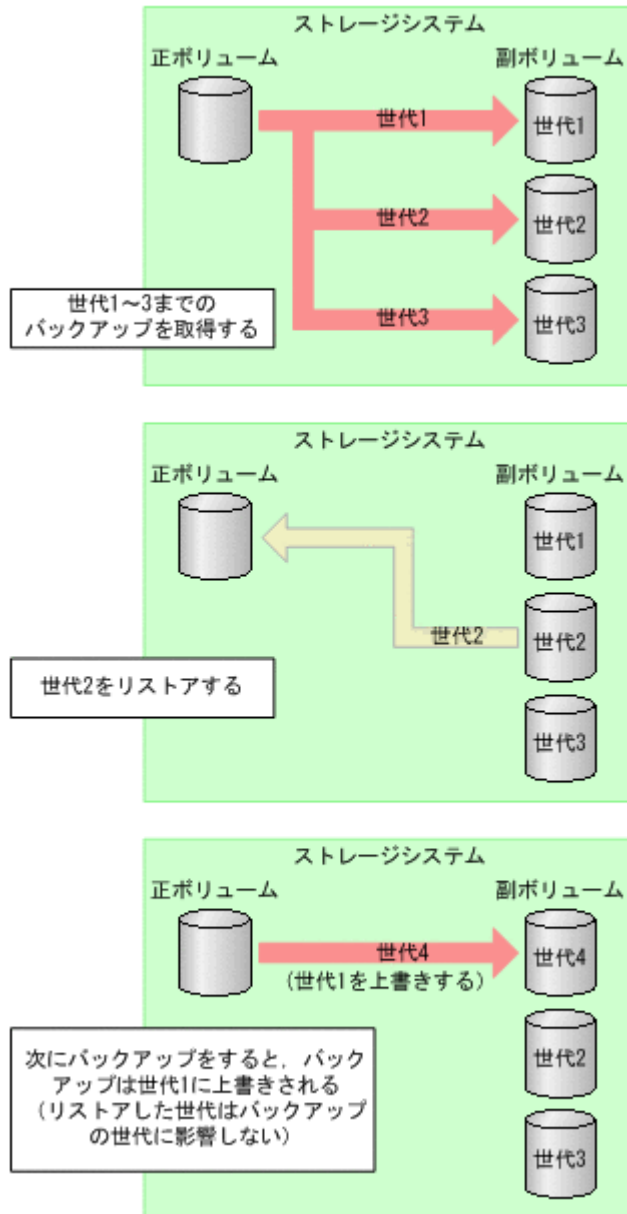 ストレージシステム
正ボリューム
副ボリューム
世代1
世代1
世代2
世代2
世代3
世代3
世代1～3までの
バックアップを取得する
ストレージシステム
正ボリューム
副ボリューム
世代1
世代2
世代2
世代3
世代2をリストアする
ストレージシステム
正ボリューム
副ボリューム
世代4
(世代1を上書きする)
世代4
世代2
世代3
次にバックアップをすると，バック
アップは世代1に上書きされる
（リストアした世代はバックアップ
の世代に影響しない）